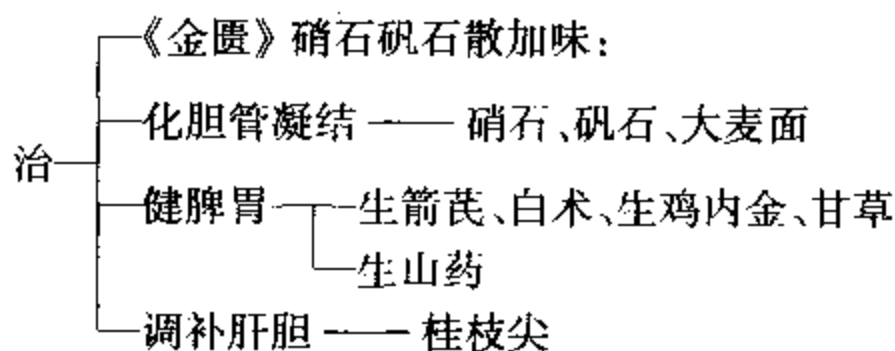 《金匮》硝石矾石散加味：
化胆管凝结 —— 硝石、矾石、大麦面
治
健脾胃 生箭芪、白术、生鸡内金、甘草
生山药
调补肝胆 —— 桂枝尖